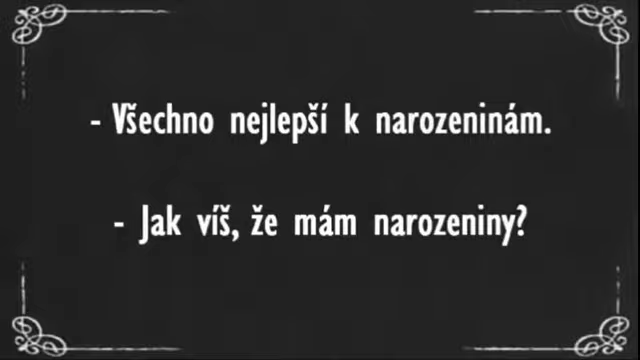 - Všechno nejlepší k narozeninám.
- Jak víš, že mám narozeniny?